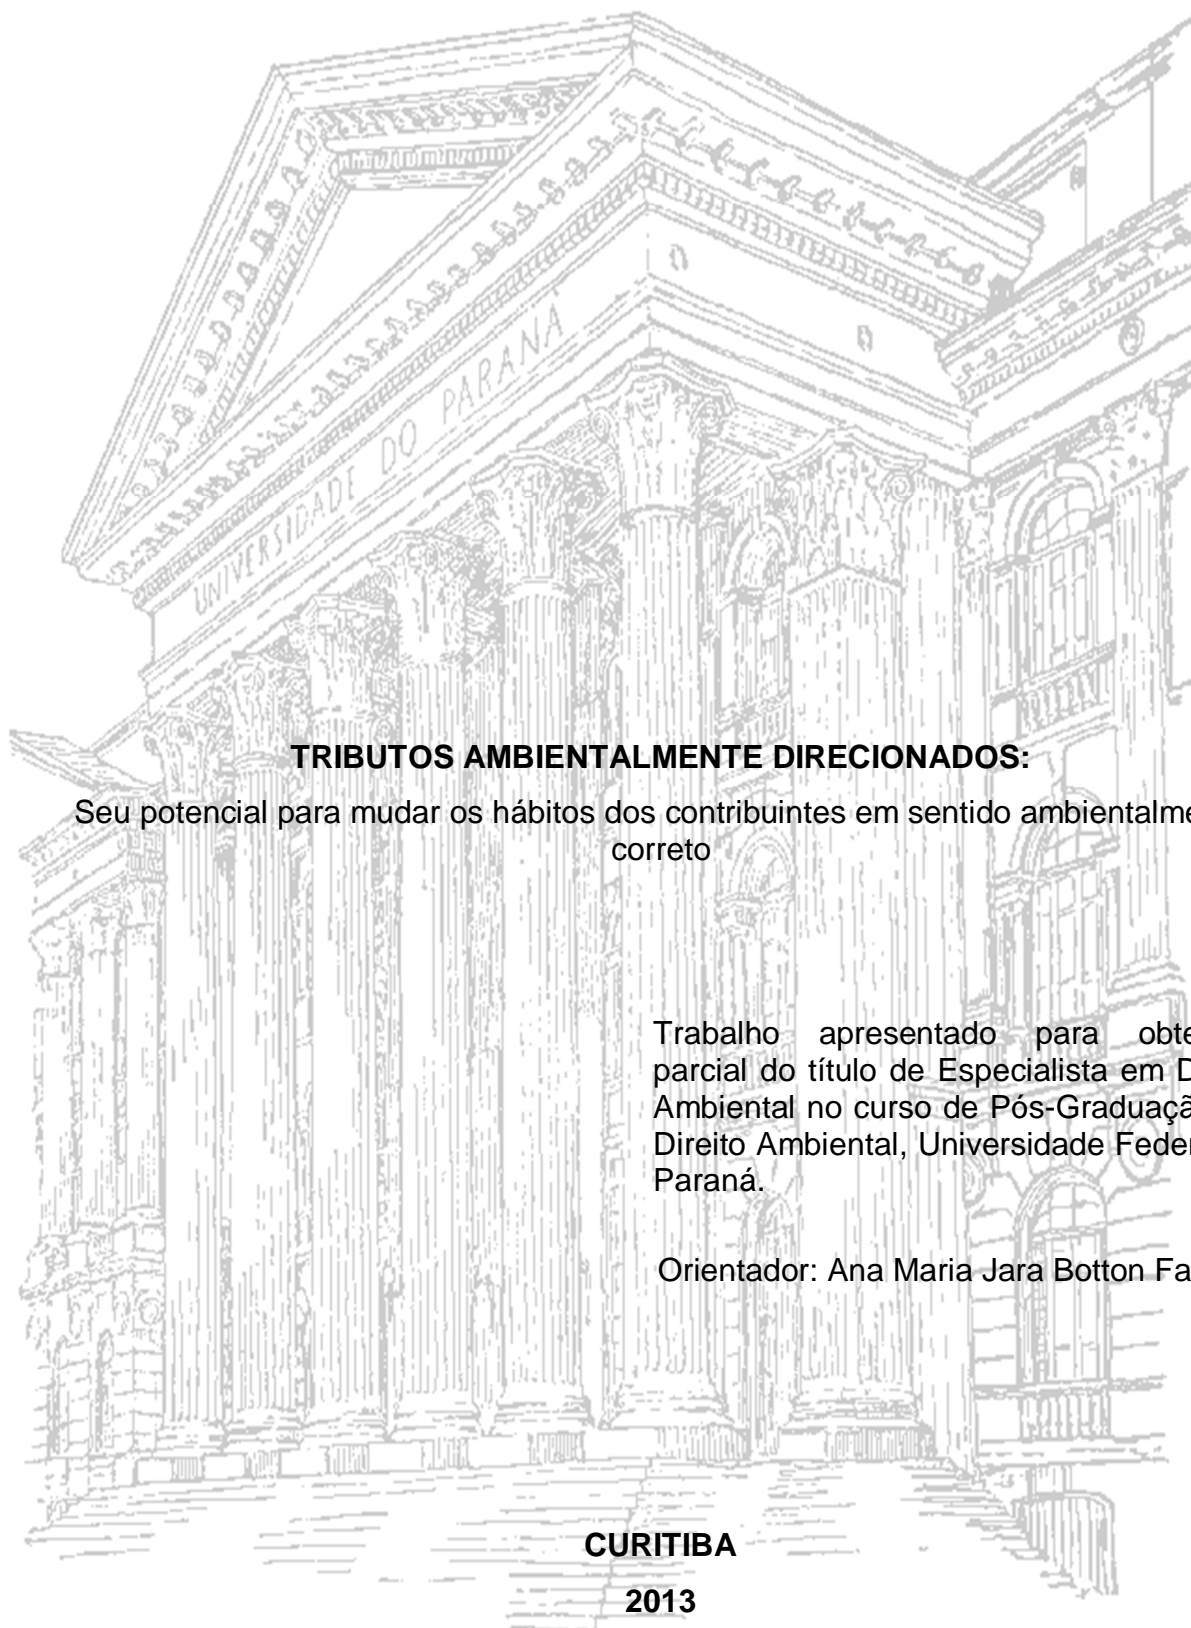 UNIVERSIDADE DO PARANÁ
TRIBUTOS AMBIENTALMENTE DIRECIONADOS:
Seu potencial para mudar os hábitos dos contribuintes em sentido ambientalme
correto
Trabalho apresentado para obte
parcial do título de Especialista em D
Ambiental no curso de Pós-Graduaçã
Direito Ambiental, Universidade Feder
Paraná.
Orientador: Ana Maria Jara Botton Fa
CURITIBA
2013